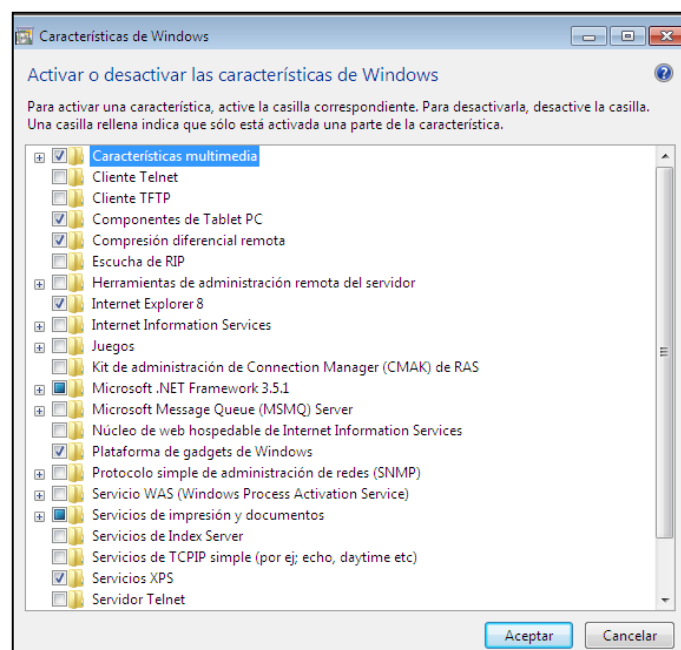 Características de Windows
Activar o desactivar las características de Windows
Para activar una característica, active la casilla correspondiente. Para desactivarla, desactive la casilla.
Una casilla rellena indica que sólo está activada una parte de la característica.
Características multimedia
Cliente Telnet
Cliente TFTP
Componentes de Tablet PC
Compresión diferencial remota
Escucha de RIP
Herramientas de administración remota del servidor
Internet Explorer 8
Internet Information Services
Juegos
Kit de administración de Connection Manager (CMAK) de RAS
Microsoft .NET Framework 3.5.1
Microsoft Message Queue (MSMQ) Server
Núcleo de web hospedable de Internet Information Services
Plataforma de gadgets de Windows
Protocolo simple de administración de redes (SNMP)
Servicio WAS (Windows Process Activation Service)
Servicios de impresión y documentos
Servicios de Index Server
Servicios de TCPIP simple (por ej; echo, daytime etc)
Servicios XPS
Servidor Telnet
Aceptar Cancelar